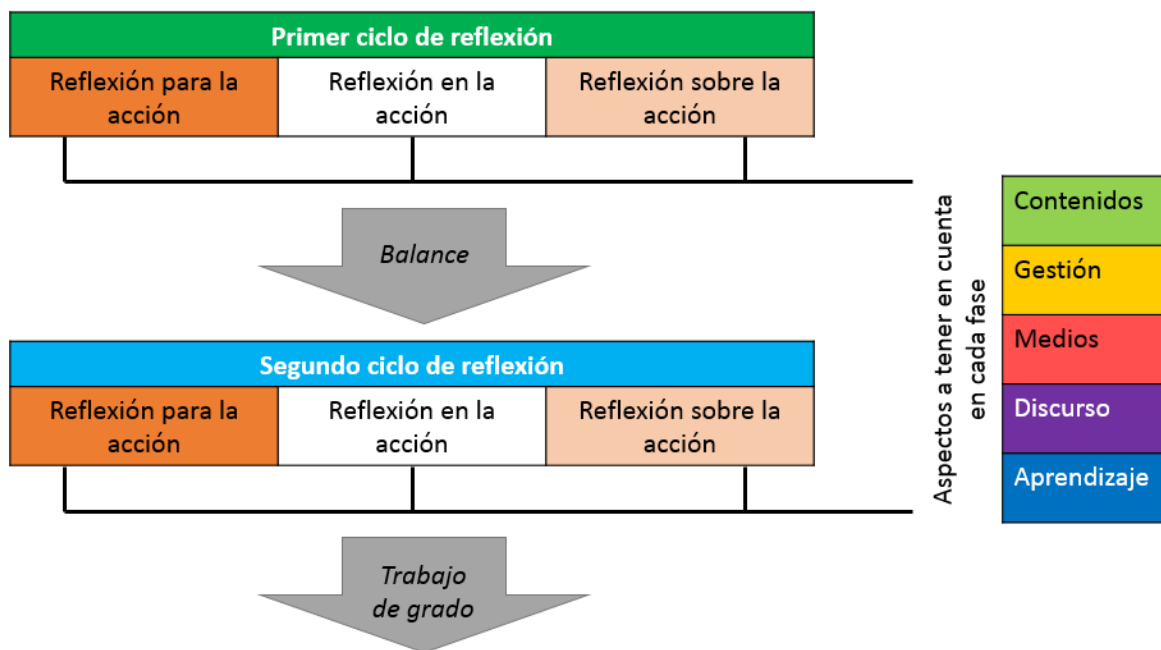 Primer ciclo de reflexión
Reflexión para la
acción
Reflexión en la
acción
Reflexión sobre la
acción
Balance
Segundo ciclo de reflexión
Reflexión para la
acción
Reflexión en la
acción
Reflexión sobre la
acción
Trabajo
de grado
Aspectos a tener en cuenta
en cada fase
Contenidos
Gestión
Medios
Discurso
Aprendizaje